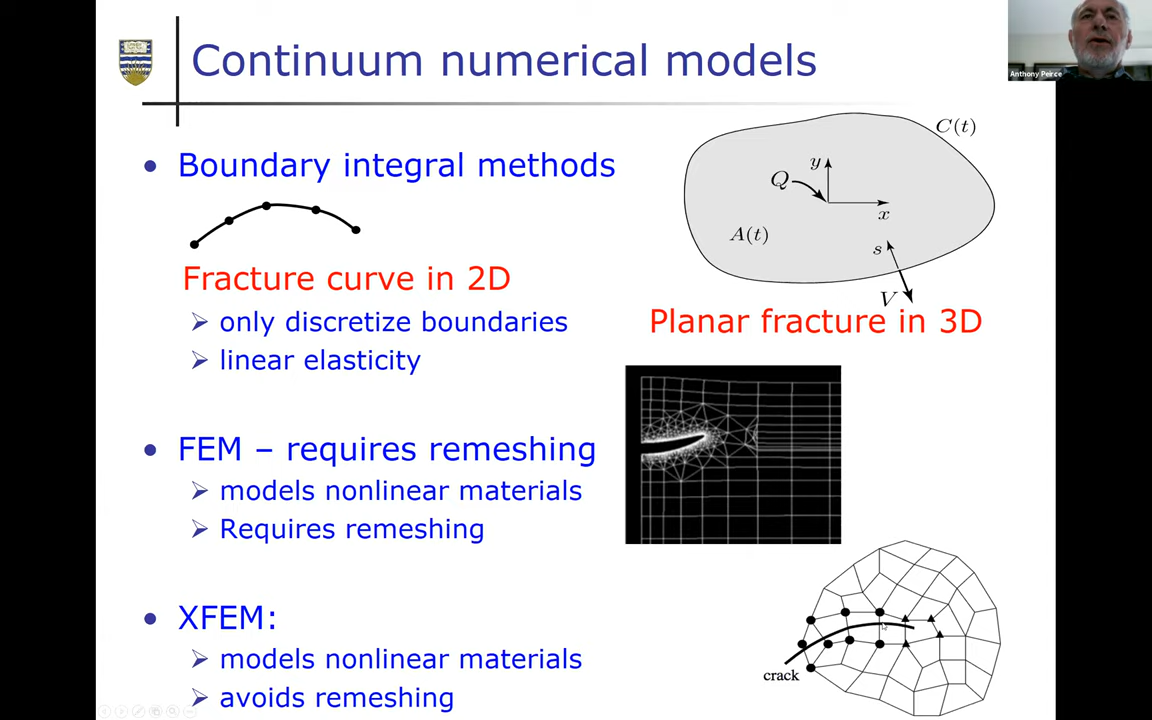 Continuum numerical models
Anthony Peirce
• Boundary integral methods
Fracture curve in 2D
➢ only discretize boundaries
➢ linear elasticity
C(t)
y
Q
x
A(t)
s
V
Planar fracture in 3D
• FEM – requires remeshing
➢ models nonlinear materials
➢ Requires remeshing
• XFEM:
➢ models nonlinear materials
➢ avoids remeshing
crack